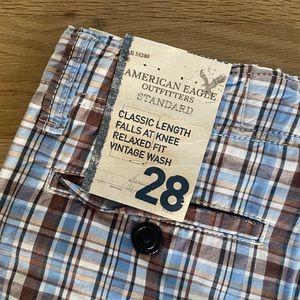 AMERICAN EAGLE
OUTFITTERS
STANDARD
CLASSIC LENGTH
FALLS AT KNEE
RELAXED FIT
VINTAGE WASH
28